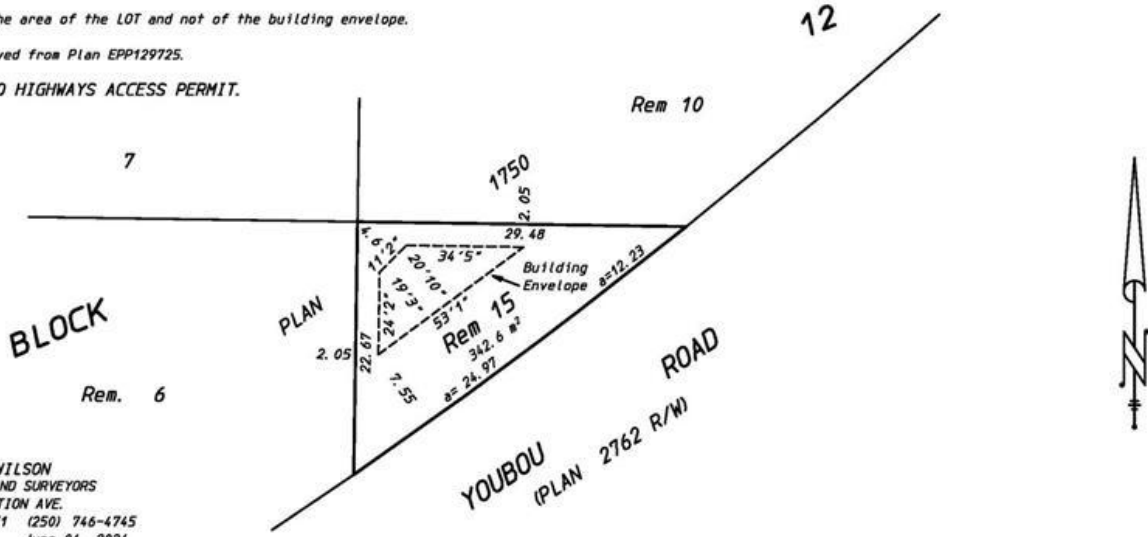 he area of the LOT and not of the building envelope.
ved from Plan EPP129725.
O HIGHWAYS ACCESS PERMIT.
12
Rem 10
7
1750
2.05
29.48
4.6
11'2"
34'5"
20'10"
19'3"
24'2"
53'1"
Building
Envelope
a=12.23
BLOCK
PLAN
Rem 15
342.6 m²
2.05
22.67
7.55
a= 24.97
ROAD
Rem. 6
YOUBOU
(PLAN 2762 R/W)
N
WILSON
ND SURVEYORS
TION AVE.
1 (250) 746-4745